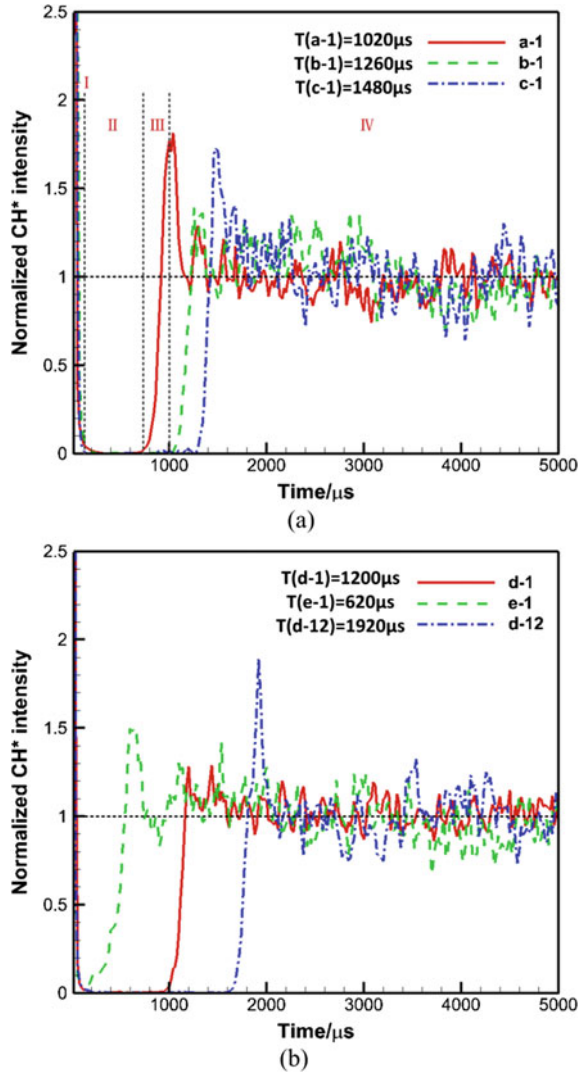 2.5
T(a-1)=1020μs a-1
T(b-1)=1260μs b-1
T(c-1)=1480μs c-1
I
2
II III IV
Normalized CH* intensity
1.5
1
0.5
0
1000 2000 3000 4000 5000
Time/μs
(a)
2.5
T(d-1)=1200μs d-1
T(e-1)=620μs e-1
T(d-12)=1920μs d-12
2
Normalized CH* intensity
1.5
1
0.5
0
1000 2000 3000 4000 5000
Time/μs
(b)